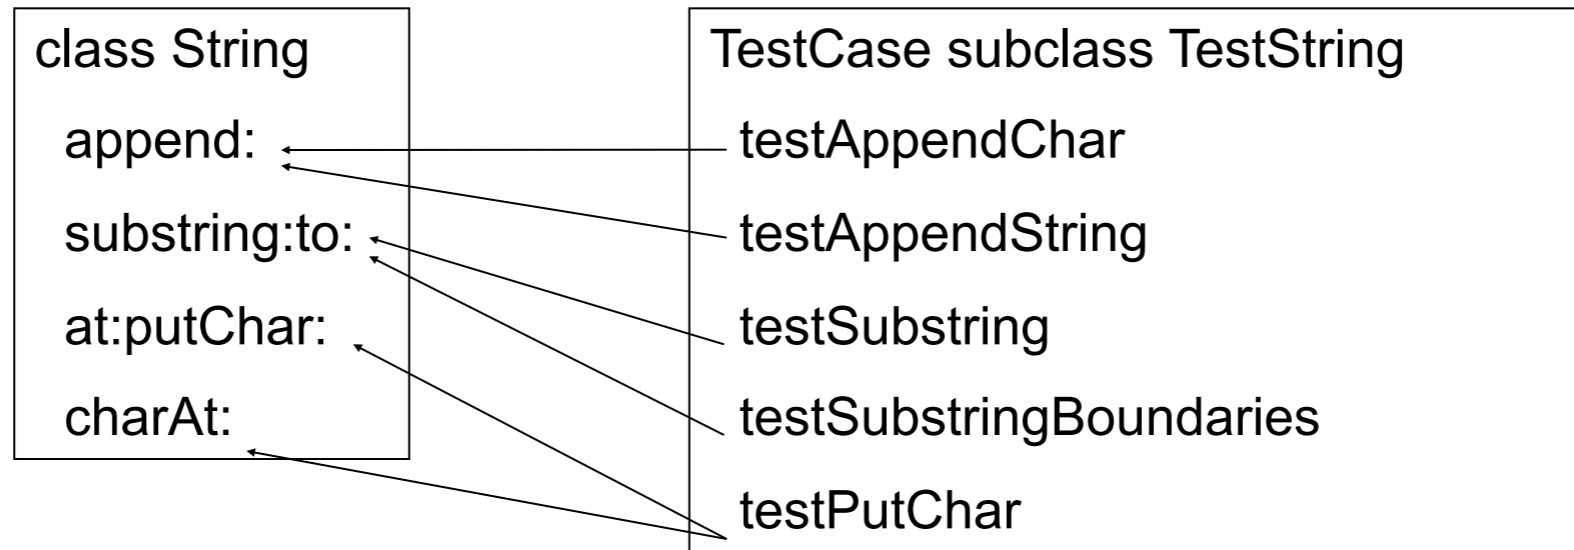 class String
append:
substring:to:
at:putChar:
charAt:
TestCase subclass TestString
testAppendChar
testAppendString
testSubstring
testSubstringBoundaries
testPutChar